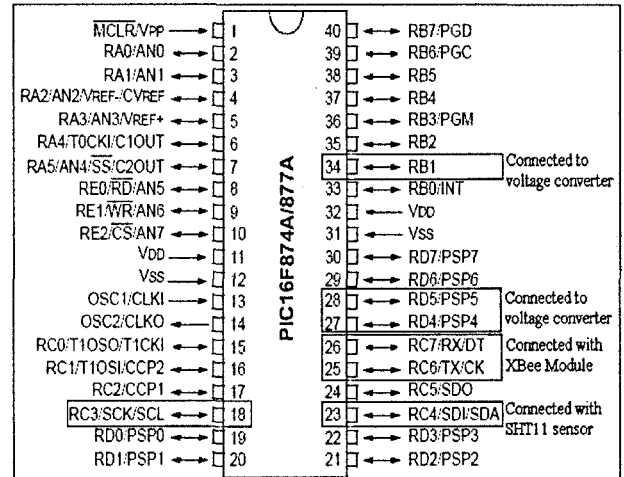 MCLR/VPP 1 40 RB7/PGD
RA0/AN0 2 39 RB6/PGC
RA1/AN1 3 38 RB5
RA2/AN2/VREF-/CVREF 4 37 RB4
RA3/AN3/VREF+ 5 36 RB3/PGM
RA4/T0CKI/C1OUT 6 35 RB2
RA5/AN4/SS/C2OUT 7 34 RB1
Connected to
voltage converter
RE0/RD/AN5 8 33 RB0/INT
RE1/WR/AN6 9 32 VDD
RE2/CS/AN7 10 31 VSS
VDD 11 30 RD7/PSP7
VSS 12 29 RD6/PSP6
OSC1/CLKI 13 28 RD5/PSP5
OSC2/CLKO 14 27 RD4/PSP4
Connected to
voltage converter
RC0/T1OSO/T1CKI 15 26 RC7/RX/DT
RC1/T1OSI/CCP2 16 25 RC6/TX/CK
Connected with
XBee Module
RC2/CCP1 17 24 RC5/SDO
RC3/SCK/SCL 18 23 RC4/SDI/SDA
Connected with
SHT11 sensor
RD0/PSP0 19 22 RD3/PSP3
RD1/PSP1 20 21 RD2/PSP2
PIC16F874A/877A